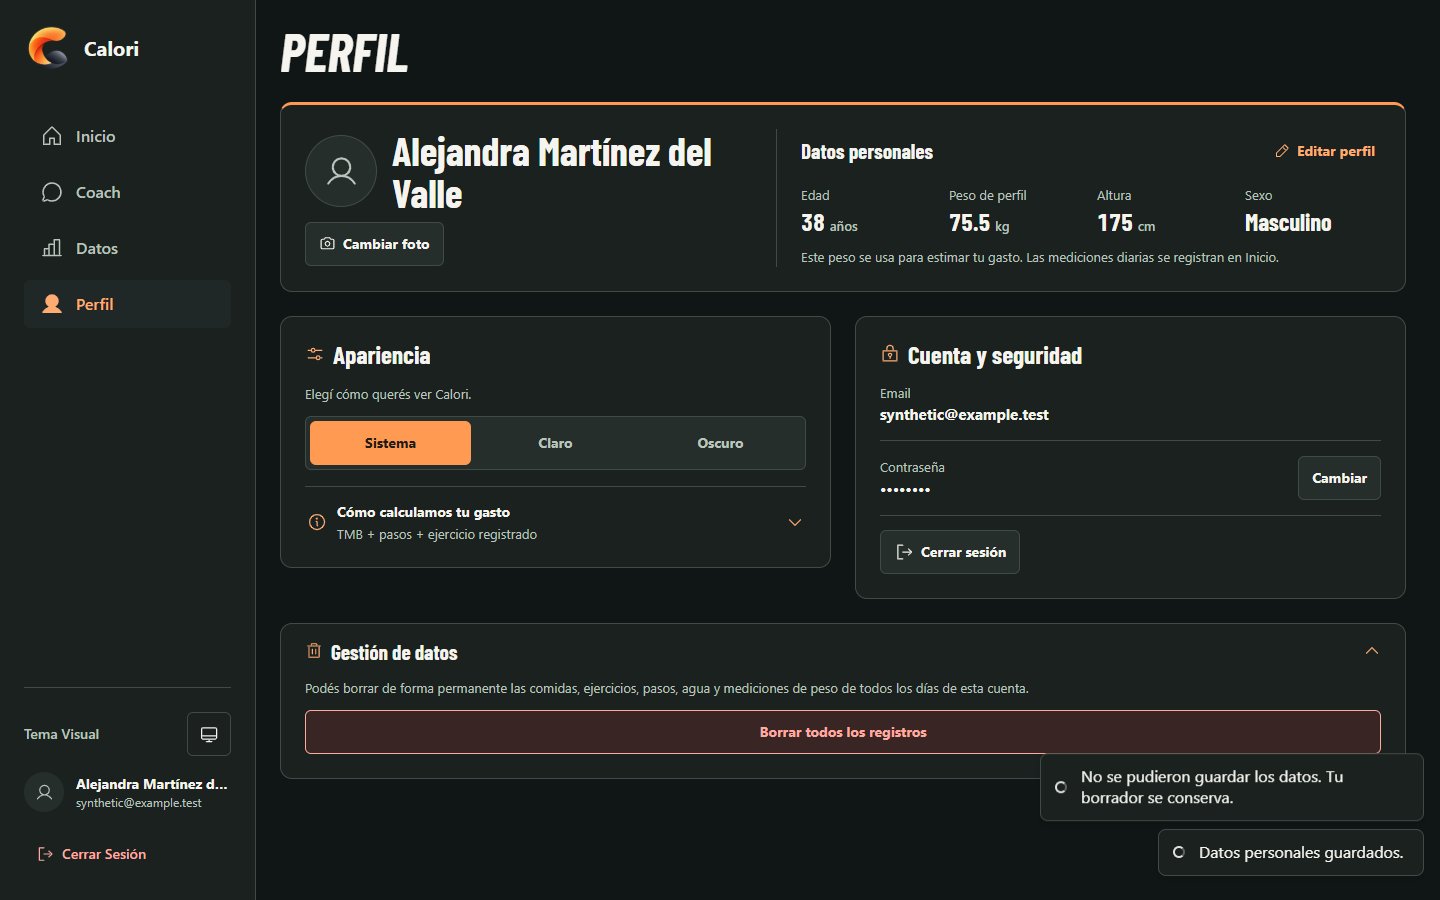 Calori
Inicio
Coach
Datos
Perfil
Tema Visual
Alejandra Martínez d...
synthetic@example.test
Cerrar Sesión
PERFIL
Alejandra Martínez del
Valle
Cambiar foto
Datos personales
Editar perfil
Edad
38 años
Peso de perfil
75.5 kg
Altura
175 cm
Sexo
Masculino
Este peso se usa para estimar tu gasto. Las mediciones diarias se registran en Inicio.
Apariencia
Elegí cómo querés ver Calori.
Sistema
Claro
Oscuro
Cómo calculamos tu gasto
TMB + pasos + ejercicio registrado
Cuenta y seguridad
Email
synthetic@example.test
Contraseña
••••••••
Cambiar
Cerrar sesión
Gestión de datos
Podés borrar de forma permanente las comidas, ejercicios, pasos, agua y mediciones de peso de todos los días de esta cuenta.
Borrar todos los registros
No se pudieron guardar los datos. Tu
borrador se conserva.
Datos personales guardados.